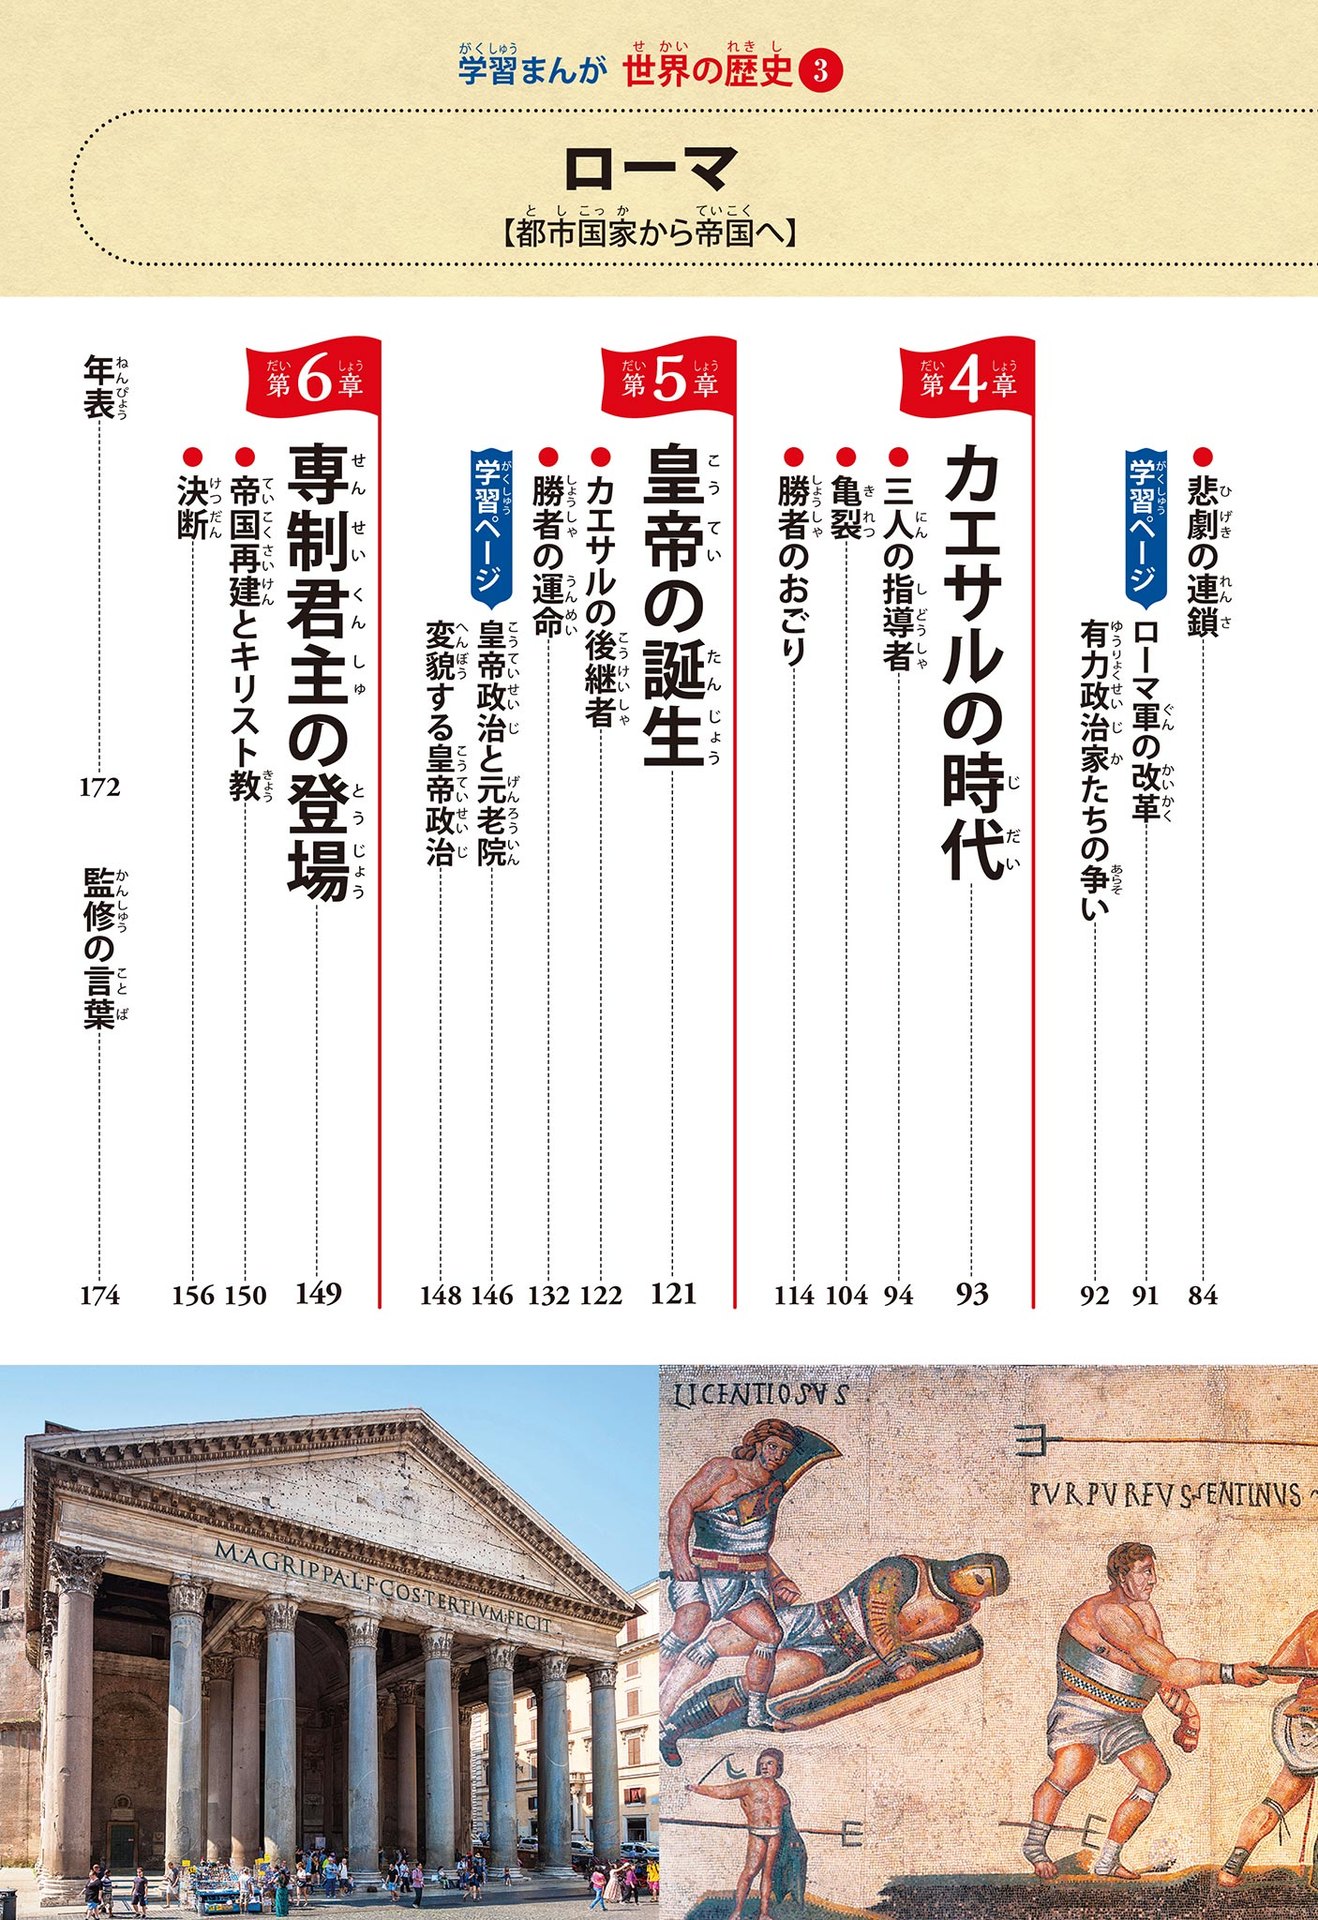 学習まんが 世界の歴史 3
ローマ
【都市国家から帝国へ】
悲劇の連鎖 84
学習ページ
ローマ軍の改革 91
有力政治家たちの争い 92
第4章
カエサルの時代 93
三人の指導者 94
亀裂 104
勝者のおごり 114
第5章
皇帝の誕生 121
カエサルの後継者 122
勝者の運命 132
学習ページ
皇帝政治と元老院 146
変貌する皇帝政治 148
第6章
専制君主の登場 149
帝国再建とキリスト教 150
決断 156
年表 172
監修の言葉 174
M·AGRIPPA·L·F·COS·TERTIVM·FECIT
LICENTIOSVS
PVRPVREVS ENTINVS